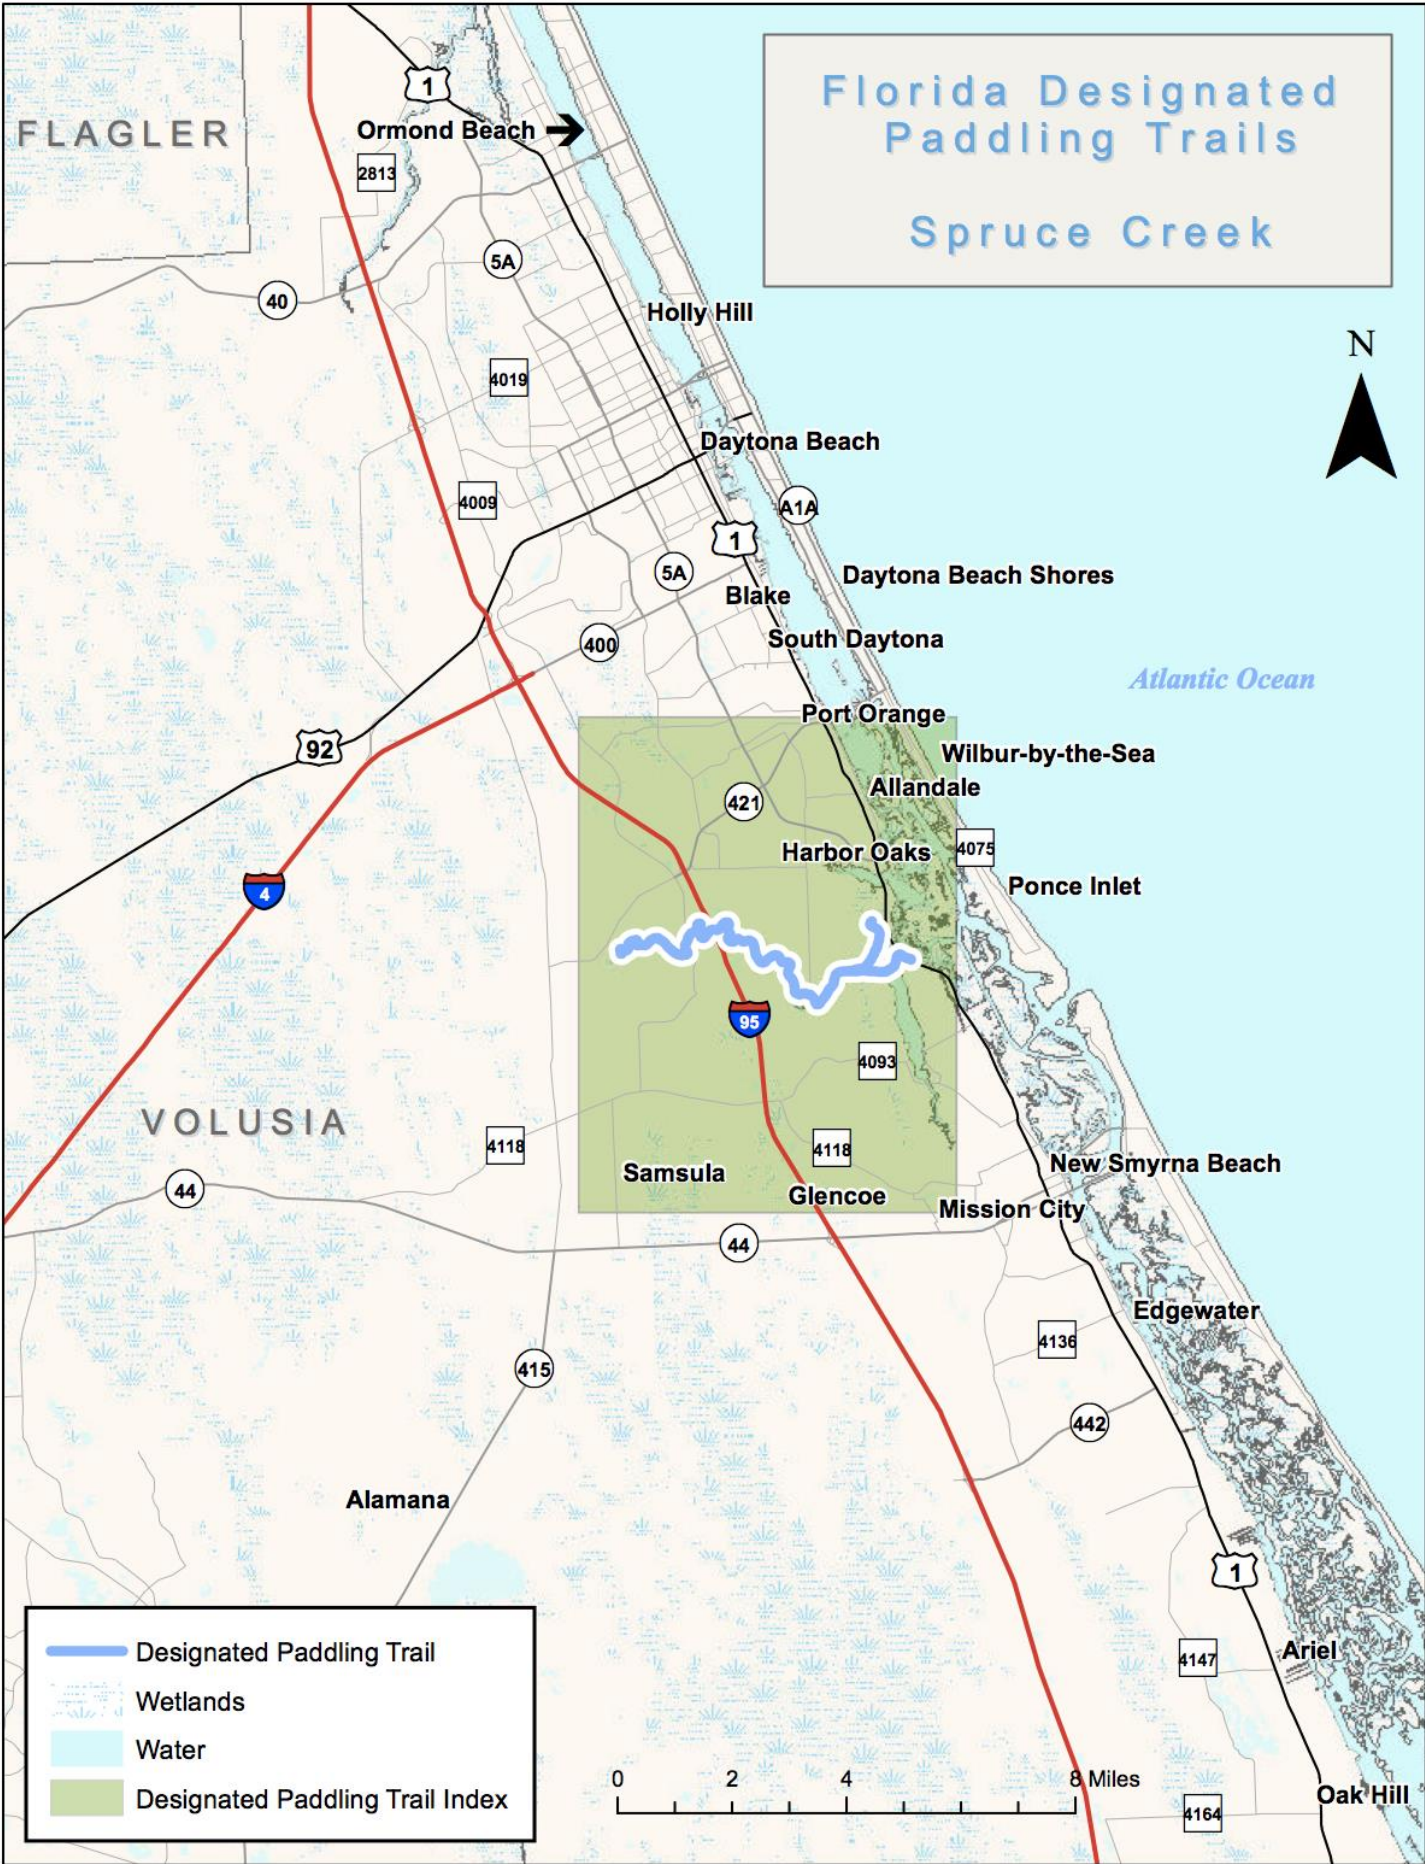 Florida Designated
Paddling Trails
Spruce Creek
FLAGLER
1
Ormond Beach
2813
5A
40
Holly Hill
N
4019
Daytona Beach
4009
A1A
1
5A
Daytona Beach Shores
Blake
400
South Daytona
Atlantic Ocean
Port Orange
92
Wilbur-by-the-Sea
Allandale
421
Harbor Oaks
4075
4
Ponce Inlet
95
4093
VOLUSIA
4118
4118
New Smyrna Beach
Samsula
44
Glencoe
Mission City
44
Edgewater
4136
415
442
Alamana
1
Designated Paddling Trail
Ariel
4147
Wetlands
Water
0 2 4 8 Miles
Designated Paddling Trail Index
Oak Hill
4164